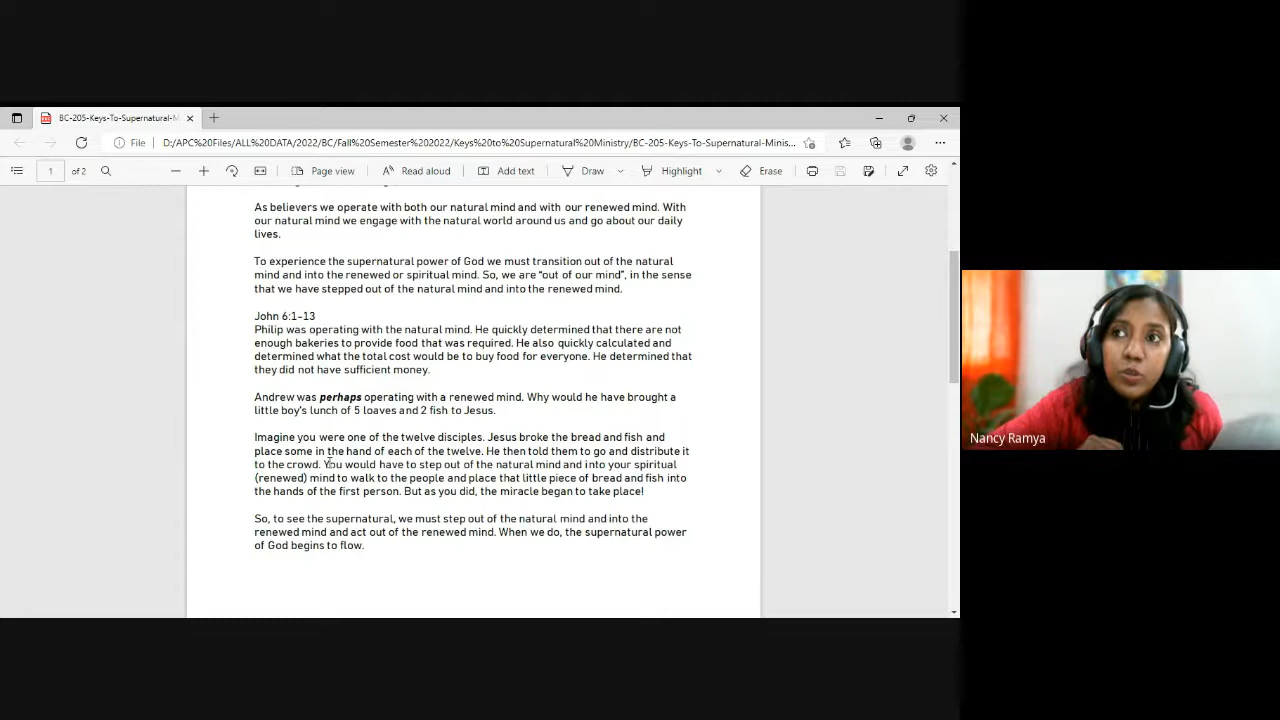 BC-205-Keys-To-Supernatural-M
File
D:/APC%20Files/ALL%20DATA/2022/BC/Fall%20Semester%202022/Keys%20to%20Supernatural%20Ministry/BC-205-Keys-To-Supernatural-Minis...
1 of 2
Page view
Read aloud
Add text
Draw
Highlight
Erase
As believers we operate with both our natural mind and with our renewed mind. With
our natural mind we engage with the natural world around us and go about our daily
lives.
To experience the supernatural power of God we must transition out of the natural
mind and into the renewed or spiritual mind. So, we are “out of our mind”, in the sense
that we have stepped out of the natural mind and into the renewed mind.
John 6:1-13
Philip was operating with the natural mind. He quickly determined that there are not
enough bakeries to provide food that was required. He also quickly calculated and
determined what the total cost would be to buy food for everyone. He determined that
they did not have sufficient money.
Andrew was perhaps operating with a renewed mind. Why would he have brought a
little boy's lunch of 5 loaves and 2 fish to Jesus.
Imagine you were one of the twelve disciples. Jesus broke the bread and fish and
place some in the hand of each of the twelve. He then told them to go and distribute it
to the crowd. You would have to step out of the natural mind and into your spiritual
(renewed) mind to walk to the people and place that little piece of bread and fish into
the hands of the first person. But as you did, the miracle began to take place!
So, to see the supernatural, we must step out of the natural mind and into the
renewed mind and act out of the renewed mind. When we do, the supernatural power
of God begins to flow.
Nancy Ramya